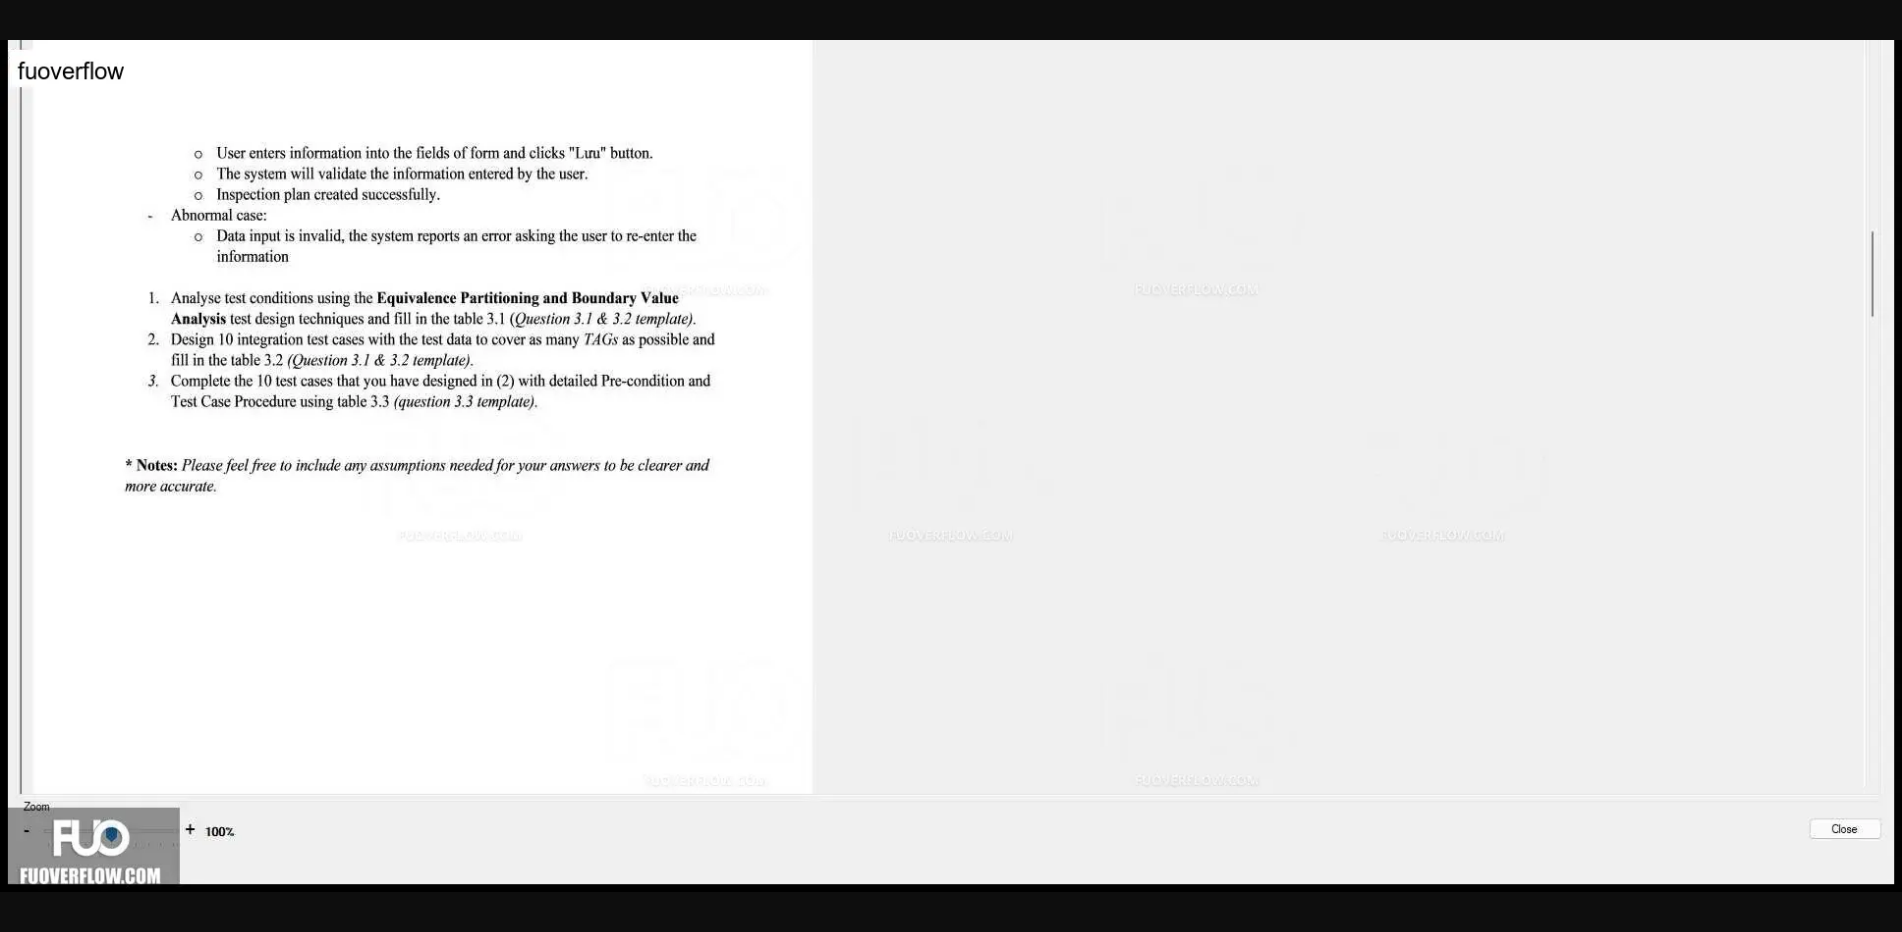 fuoverflow
o User enters information into the fields of form and clicks "Lưu" button.
o The system will validate the information entered by the user.
o Inspection plan created successfully.
- Abnormal case:
o Data input is invalid, the system reports an error asking the user to re-enter the
information
1. Analyse test conditions using the Equivalence Partitioning and Boundary Value
Analysis test design techniques and fill in the table 3.1 (Question 3.1 & 3.2 template).
2. Design 10 integration test cases with the test data to cover as many TAGs as possible and
fill in the table 3.2 (Question 3.1 & 3.2 template).
3. Complete the 10 test cases that you have designed in (2) with detailed Pre-condition and
Test Case Procedure using table 3.3 (question 3.3 template).
* Notes: Please feel free to include any assumptions needed for your answers to be clearer and
more accurate.
FUOVERFLOW.COM
FUOVERFLOW.COM
FUOVERFLOW.COM
FUOVERFLOW.COM
FUOVERFLOW.COM
FUOVERFLOW.COM
FUOVERFLOW.COM
Zoom
- + 100%
Close
FUO
FUOVERFLOW.COM